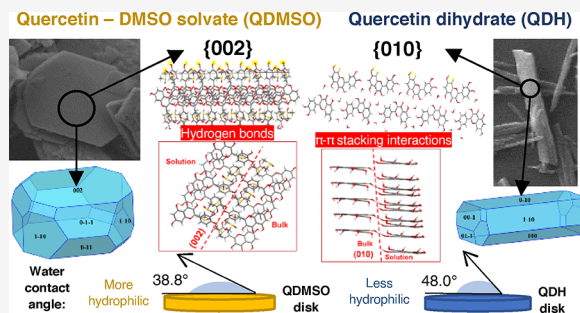 Quercetin – DMSO solvate (QDMSO)
Quercetin dihydrate (QDH)
{002}
{010}
Hydrogen bonds
π-π stacking interactions
Solution
(002)
Bulk
Bulk
(010)
Solution
002
0-1-1
1-10
1-10
0-11
0-10
00-1
1-10
01-1
100
Water
contact
angle:
More
hydrophilic
38.8°
QDMSO
disk
Less
hydrophilic
48.0°
QDH
disk